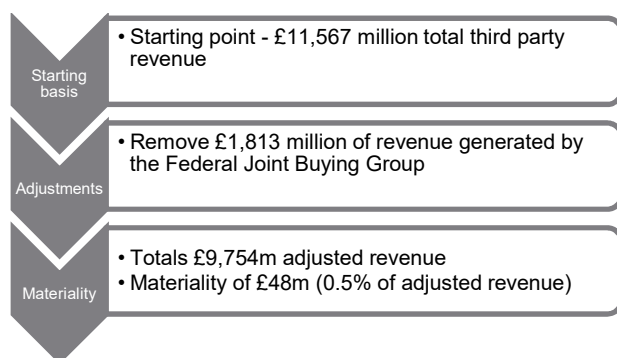 Starting
basis
• Starting point - £11,567 million total third party
revenue
Adjustments
• Remove £1,813 million of revenue generated by
the Federal Joint Buying Group
Materiality
• Totals £9,754m adjusted revenue
• Materiality of £48m (0.5% of adjusted revenue)